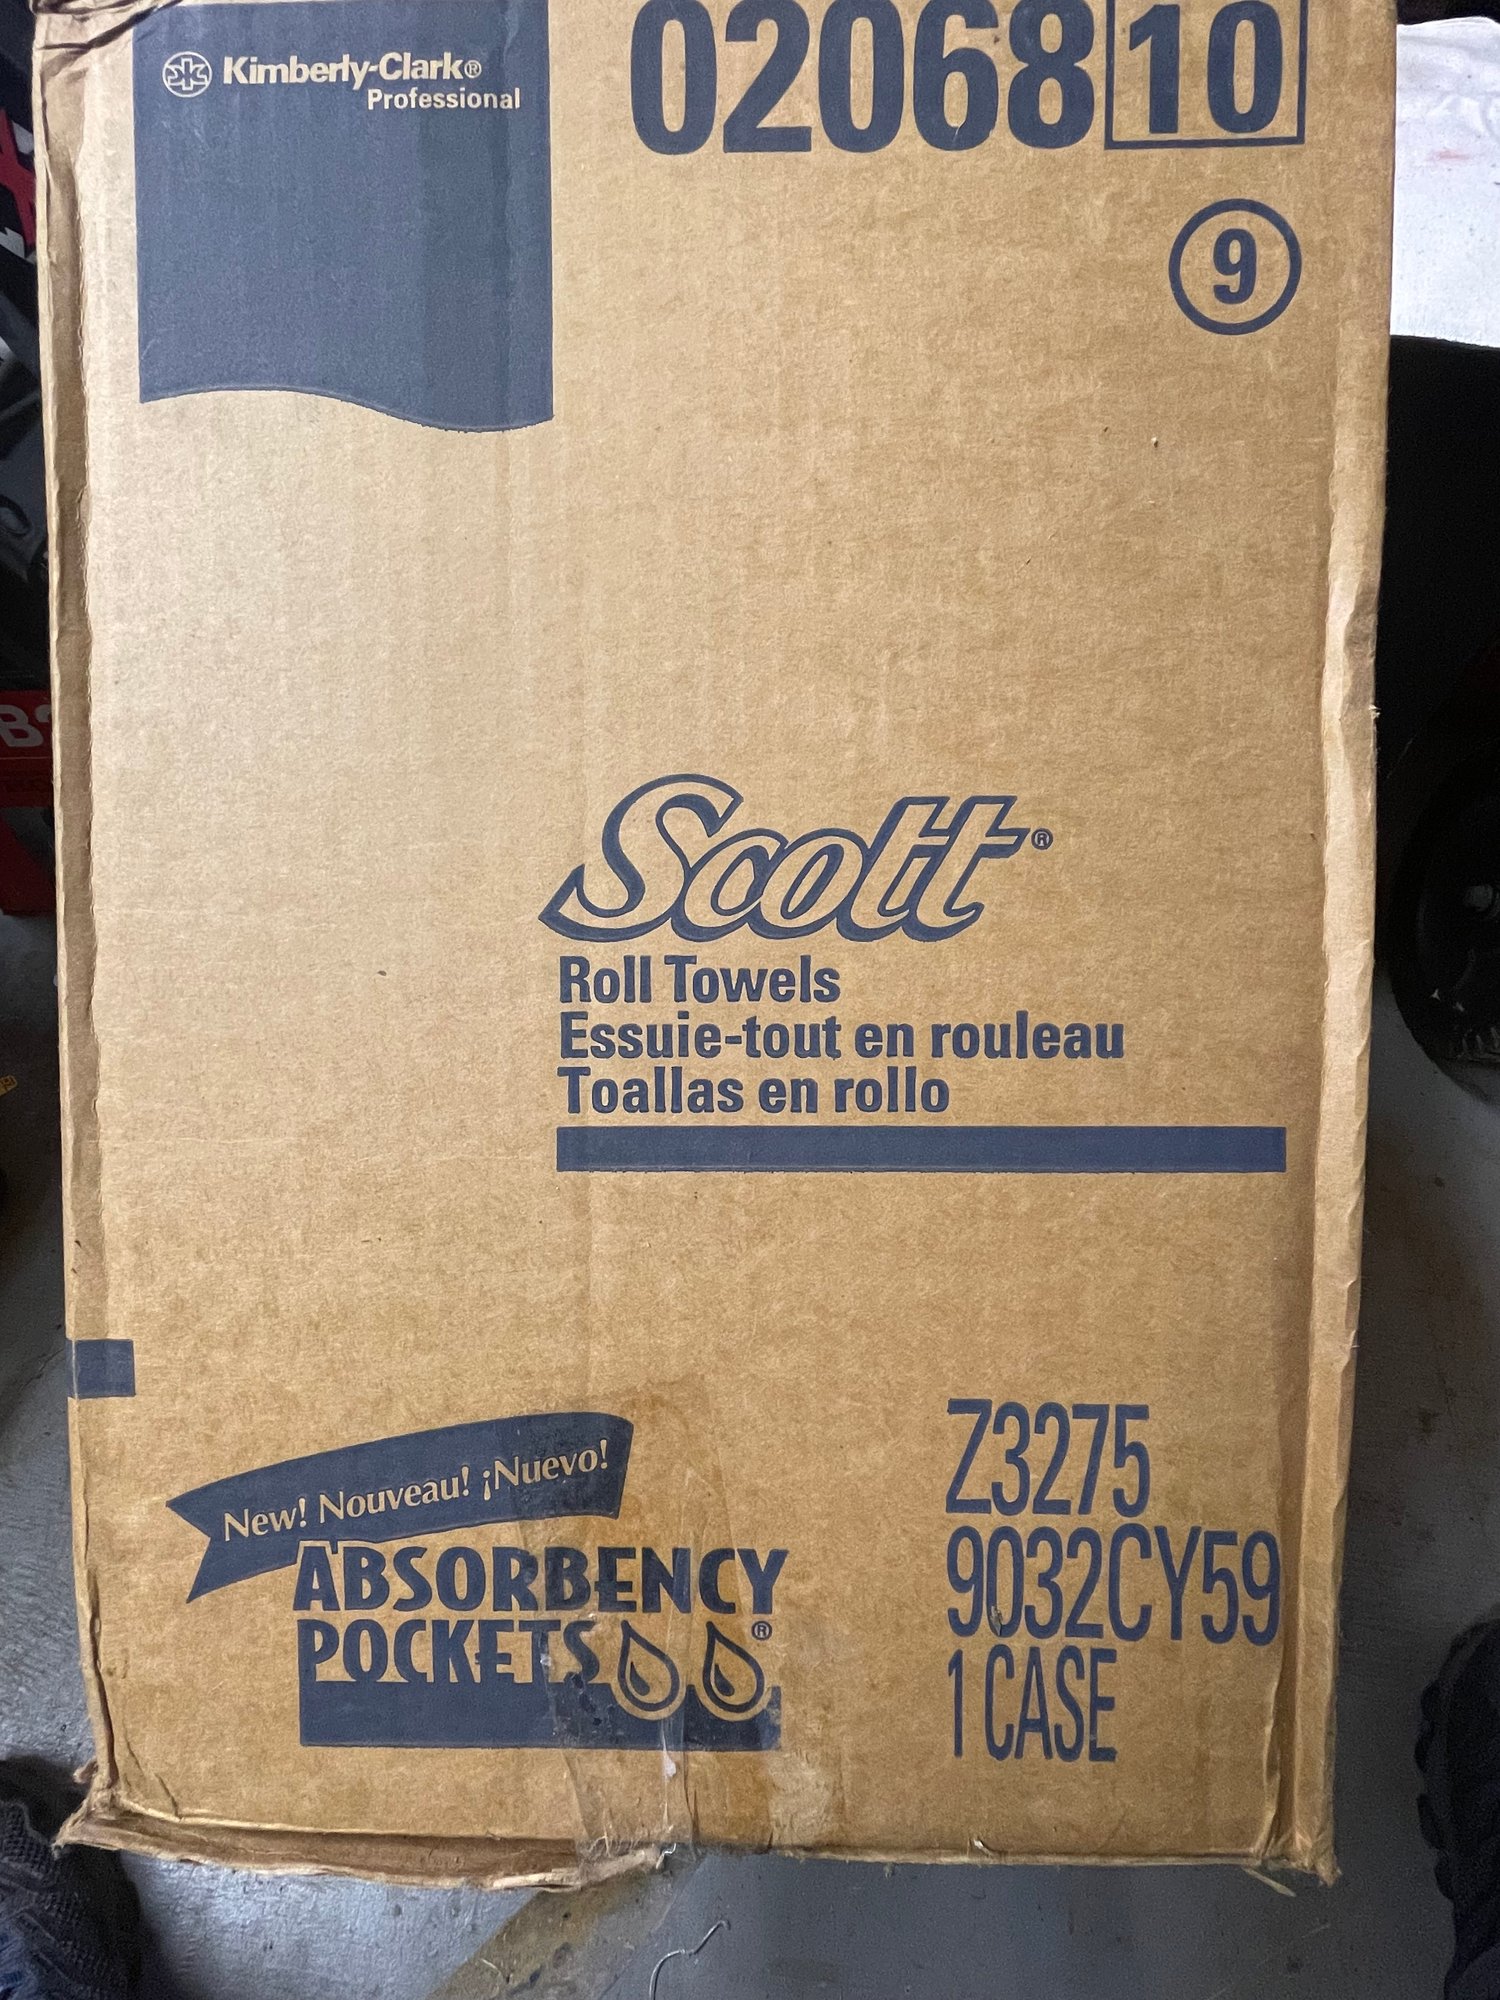 Kimberly-Clark®
Professional
02068 10
9
Scott®
Roll Towels
Essuie-tout en rouleau
Toallas en rollo
New! Nouveau! ¡Nuevo!
ABSORBENCY
POCKETS®
Z3275
9032CY59
1 CASE